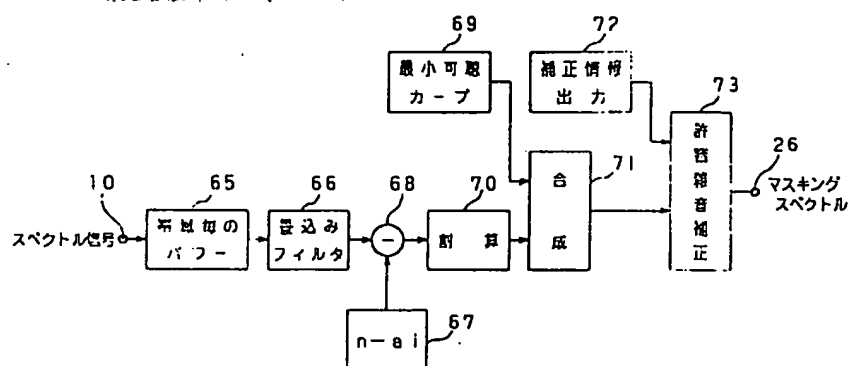 69
72
最小可聴
カーブ
補正情報
出力
73
許容雑音補正
26
マスキング
スペクトル
71
合成
10
スペクトル信号
65
帯域毎の
パワー
66
畳込み
フィルタ
68
−
70
計算
n−ai
67